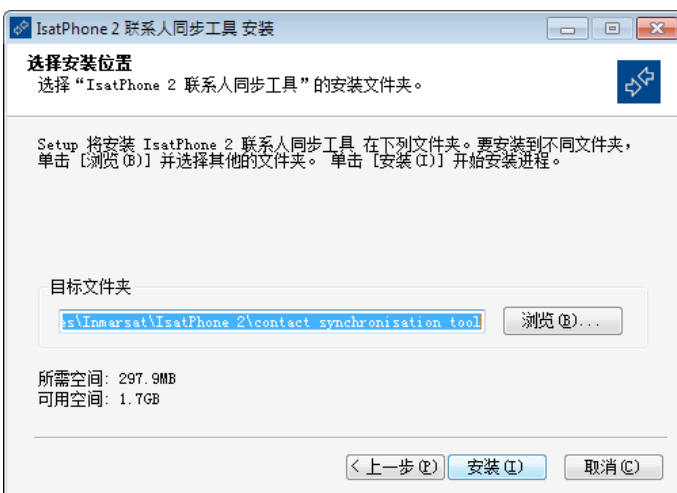 IsatPhone 2 联系人同步工具 安装
选择安装位置
选择“IsatPhone 2 联系人同步工具”的安装文件夹。
Setup 将安装 IsatPhone 2 联系人同步工具 在下列文件夹。要安装到不同文件夹，
单击 [浏览(B)] 并选择其他的文件夹。 单击 [安装(I)] 开始安装进程。
目标文件夹
es\Inmarsat\IsatPhone 2\contact synchronisation tool
浏览(B)...
所需空间: 297.9MB
可用空间: 1.7GB
< 上一步(P) 安装(I) 取消(C)